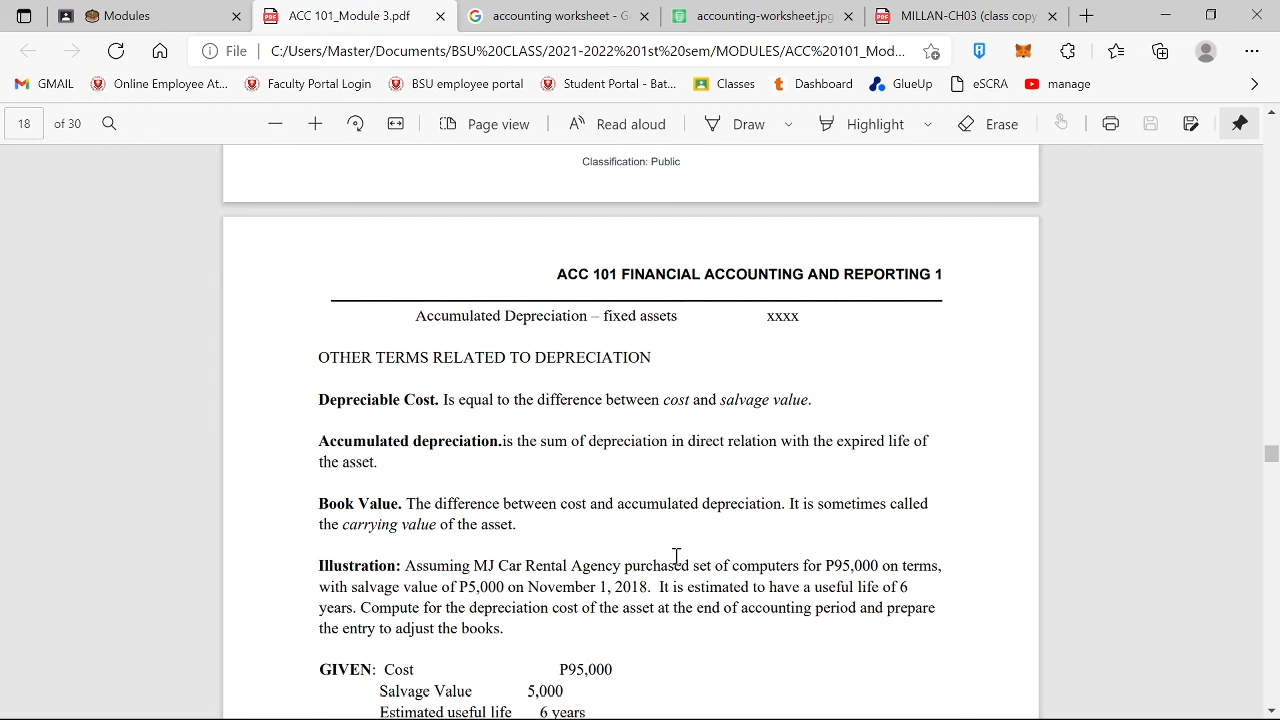 Modules
ACC 101_Module 3.pdf
accounting worksheet - G
accounting-worksheet.jpg
MILLAN-CH03 (class copy
File
C:/Users/Master/Documents/BSU%20CLASS/2021-2022%201st%20sem/MODULES/ACC%20101_Mod...
GMAIL
Online Employee At...
Faculty Portal Login
BSU employee portal
Student Portal - Bat...
Classes
Dashboard
GlueUp
eSCRA
manage
18 of 30
Page view
Read aloud
Draw
Highlight
Erase
Classification: Public
ACC 101 FINANCIAL ACCOUNTING AND REPORTING 1
Accumulated Depreciation – fixed assets xxxx
OTHER TERMS RELATED TO DEPRECIATION
Depreciable Cost. Is equal to the difference between cost and salvage value.
Accumulated depreciation.is the sum of depreciation in direct relation with the expired life of
the asset.
Book Value. The difference between cost and accumulated depreciation. It is sometimes called
the carrying value of the asset.
Illustration: Assuming MJ Car Rental Agency purchased set of computers for P95,000 on terms,
with salvage value of P5,000 on November 1, 2018. It is estimated to have a useful life of 6
years. Compute for the depreciation cost of the asset at the end of accounting period and prepare
the entry to adjust the books.
GIVEN: Cost P95,000
Salvage Value 5,000
Estimated useful life 6 years